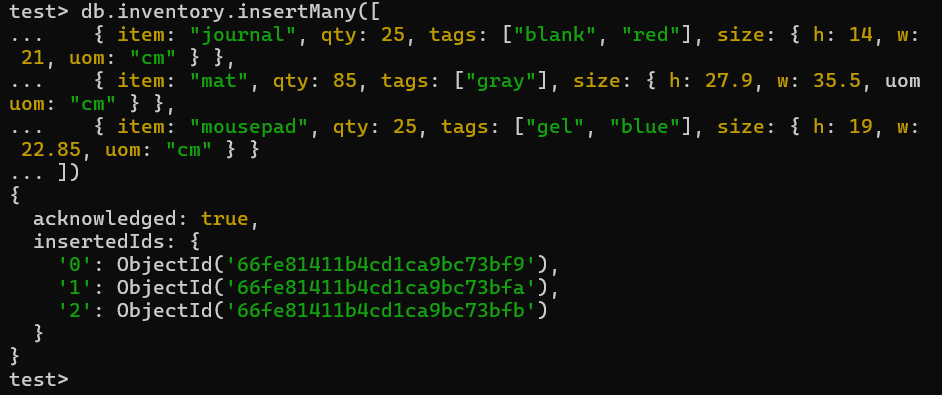 test> db.inventory.insertMany([
...    { item: "journal", qty: 25, tags: ["blank", "red"], size: { h: 14, w:
 21, uom: "cm" } },
...    { item: "mat", qty: 85, tags: ["gray"], size: { h: 27.9, w: 35.5, uom
uom: "cm" } },
...    { item: "mousepad", qty: 25, tags: ["gel", "blue"], size: { h: 19, w:
 22.85, uom: "cm" } }
... ])
{
  acknowledged: true,
  insertedIds: {
    '0': ObjectId('66fe81411b4cd1ca9bc73bf9'),
    '1': ObjectId('66fe81411b4cd1ca9bc73bfa'),
    '2': ObjectId('66fe81411b4cd1ca9bc73bfb')
  }
}
test>